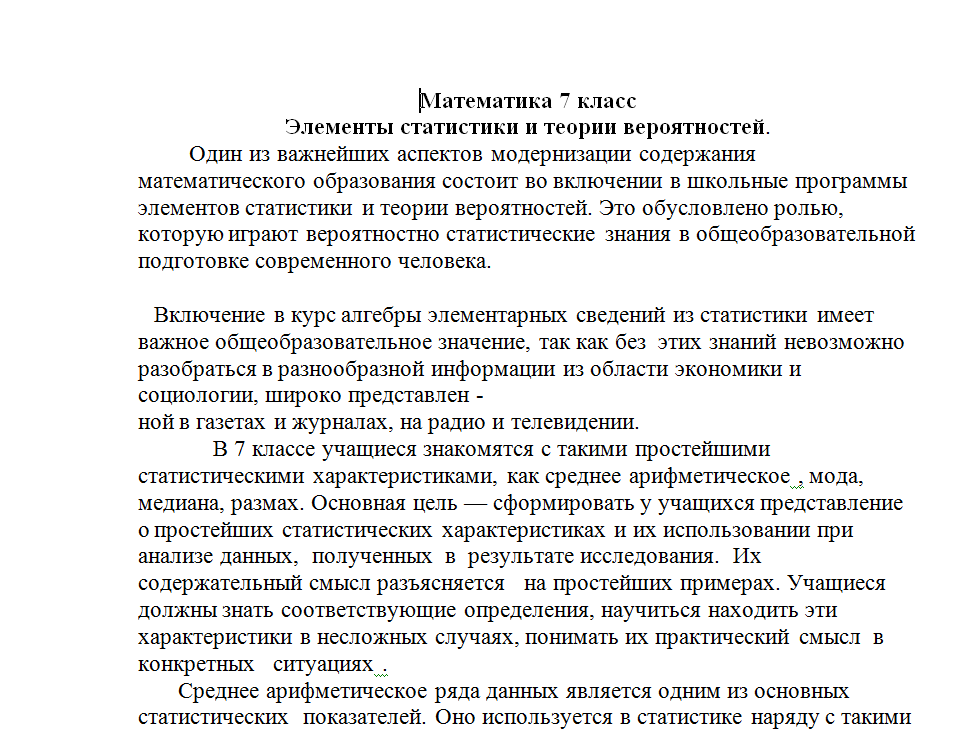 Математика 7 класс
Элементы статистики и теории вероятностей.
Один из важнейших аспектов модернизации содержания
математического образования состоит во включении в школьные программы
элементов статистики и теории вероятностей. Это обусловлено ролью,
которую играют вероятностно статистические знания в общеобразовательной
подготовке современного человека.
Включение в курс алгебры элементарных сведений из статистики имеет
важное общеобразовательное значение, так как без этих знаний невозможно
разобраться в разнообразной информации из области экономики и
социологии, широко представлен -
ной в газетах и журналах, на радио и телевидении.
В 7 классе учащиеся знакомятся с такими простейшими
статистическими характеристиками, как среднее арифметическое , мода,
медиана, размах. Основная цель — сформировать у учащихся представление
о простейших статистических характеристиках и их использовании при
анализе данных, полученных в результате исследования. Их
содержательный смысл разъясняется на простейших примерах. Учащиеся
должны знать соответствующие определения, научиться находить эти
характеристики в несложных случаях, понимать их практический смысл в
конкретных ситуациях .
Среднее арифметическое ряда данных является одним из основных
статистических показателей. Оно используется в статистике наряду с такими